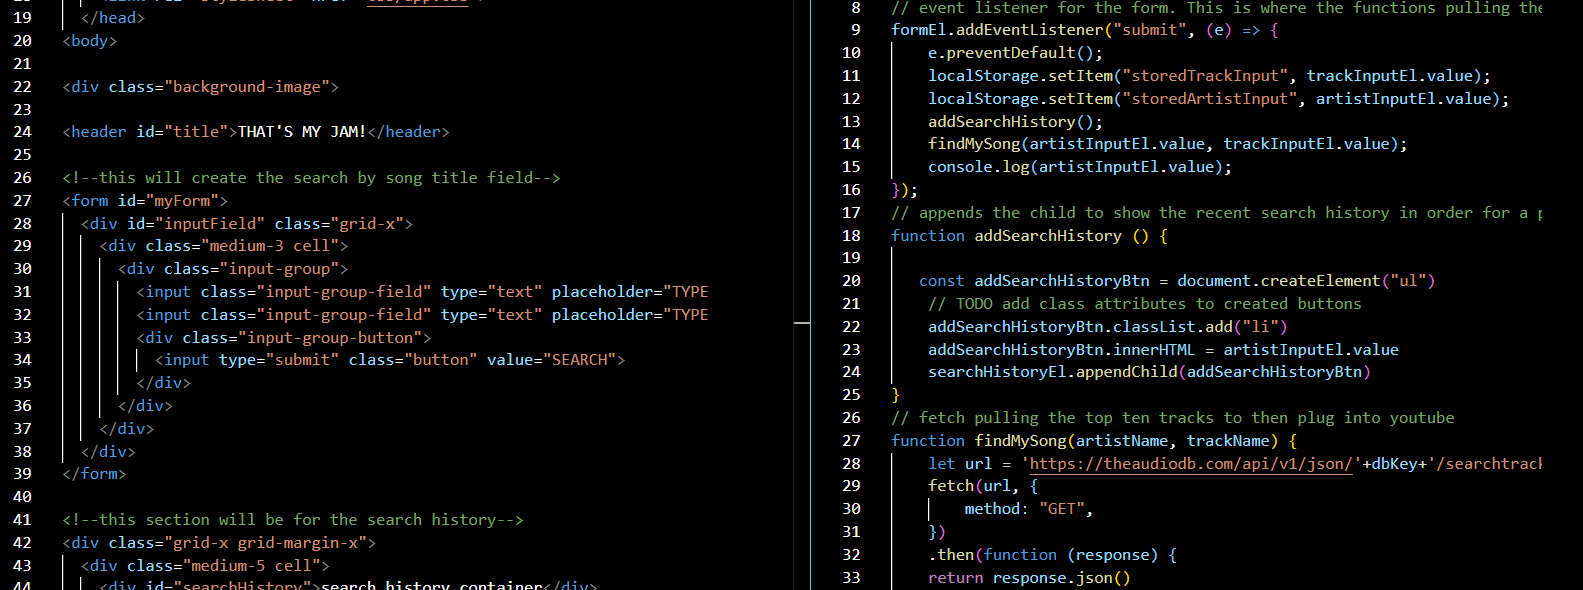 19 </head>
20 <body>
21
22 <div class="background-image">
23
24 <header id="title">THAT'S MY JAM!</header>
25
26 <!--this will create the search by song title field-->
27 <form id="myForm">
28 <div id="inputField" class="grid-x">
29 <div class="medium-3 cell">
30 <div class="input-group">
31 <input class="input-group-field" type="text" placeholder="TYPE
32 <input class="input-group-field" type="text" placeholder="TYPE
33 <div class="input-group-button">
34 <input type="submit" class="button" value="SEARCH">
35 </div>
36 </div>
37 </div>
38 </div>
39 </form>
40
41 <!--this section will be for the search history-->
42 <div class="grid-x grid-margin-x">
43 <div class="medium-5 cell">
44 <div id="searchHistory">search history container</div>
8 // event listener for the form. This is where the functions pulling the
9 formEl.addEventListener("submit", (e) => {
10 e.preventDefault();
11 localStorage.setItem("storedTrackInput", trackInputEl.value);
12 localStorage.setItem("storedArtistInput", artistInputEl.value);
13 addSearchHistory();
14 findMySong(artistInputEl.value, trackInputEl.value);
15 console.log(artistInputEl.value);
16 });
17 // appends the child to show the recent search history in order for a p
18 function addSearchHistory () {
19
20 const addSearchHistoryBtn = document.createElement("ul")
21 // TODO add class attributes to created buttons
22 addSearchHistoryBtn.classList.add("li")
23 addSearchHistoryBtn.innerHTML = artistInputEl.value
24 searchHistoryEl.appendChild(addSearchHistoryBtn)
25 }
26 // fetch pulling the top ten tracks to then plug into youtube
27 function findMySong(artistName, trackName) {
28 let url = 'https://theaudiodb.com/api/v1/json/'+dbKey+'/searchtrack
29 fetch(url, {
30 method: "GET",
31 })
32 .then(function (response) {
33 return response.json()